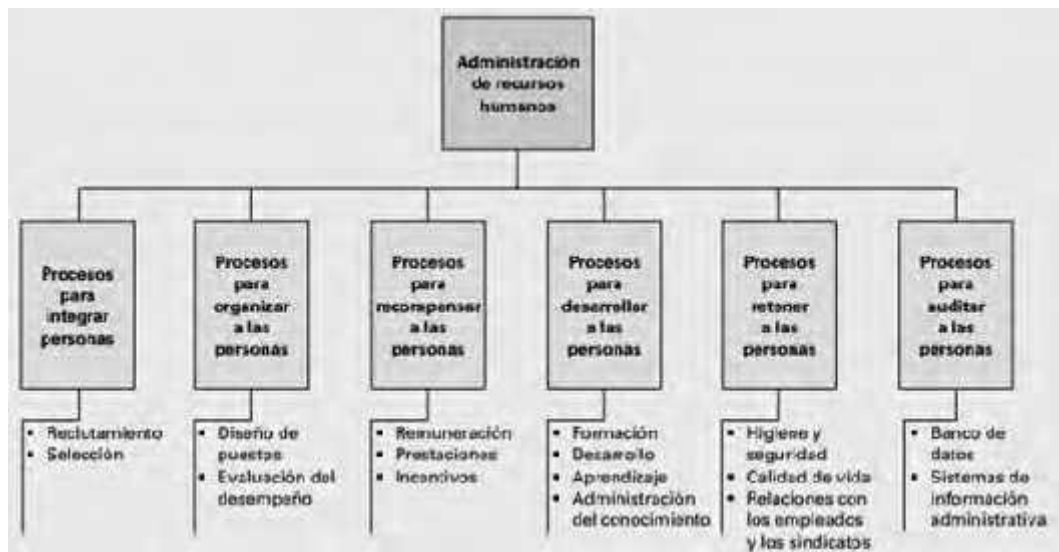 Administración
de recursos
humanos
Procesos
para
integrar
personas
Procesos
para
organizar
a las
personas
Procesos
para
recompensar
a las
personas
Procesos
para
desarrollar
a las
personas
Procesos
para
retener
a las
personas
Procesos
para
auditar
a las
personas
• Reclutamiento
• Selección
• Diseño de
puestos
• Evaluación del
desempeño
• Remuneración
• Prestaciones
• Incentivos
• Formación
• Desarrollo
• Aprendizaje
• Administración
del conocimiento
• Higiene y
seguridad
• Calidad de vida
• Relaciones con
los empleados
y los sindicatos
• Banco de
datos
• Sistemas de
información
administrativa